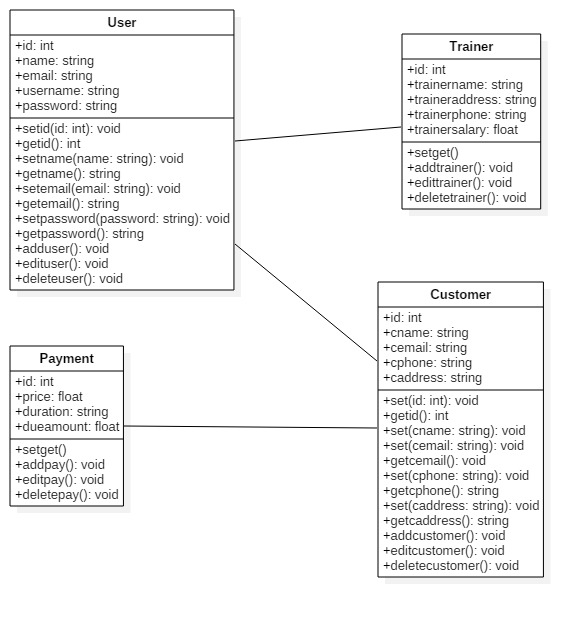 User
+id: int
+name: string
+email: string
+username: string
+password: string
+setid(id: int): void
+getid(): int
+setname(name: string): void
+getname(): string
+setemail(email: string): void
+getemail(): string
+setpassword(password: string): void
+getpassword(): string
+adduser(): void
+edituser(): void
+deleteuser(): void
Trainer
+id: int
+trainername: string
+traineraddress: string
+trainerphone: string
+trainersalary: float
+setget()
+addtrainer(): void
+edittrainer(): void
+deletetrainer(): void
Payment
+id: int
+price: float
+duration: string
+dueamount: float
+setget()
+addpay(): void
+editpay(): void
+deletepay(): void
Customer
+id: int
+cname: string
+cemail: string
+cphone: string
+caddress: string
+set(id: int): void
+getid(): int
+set(cname: string): void
+set(cemail: string): void
+getcemail(): void
+set(cphone: string): void
+getcphone(): string
+set(caddress: string): void
+getcaddress(): string
+addcustomer(): void
+editcustomer(): void
+deletecustomer(): void